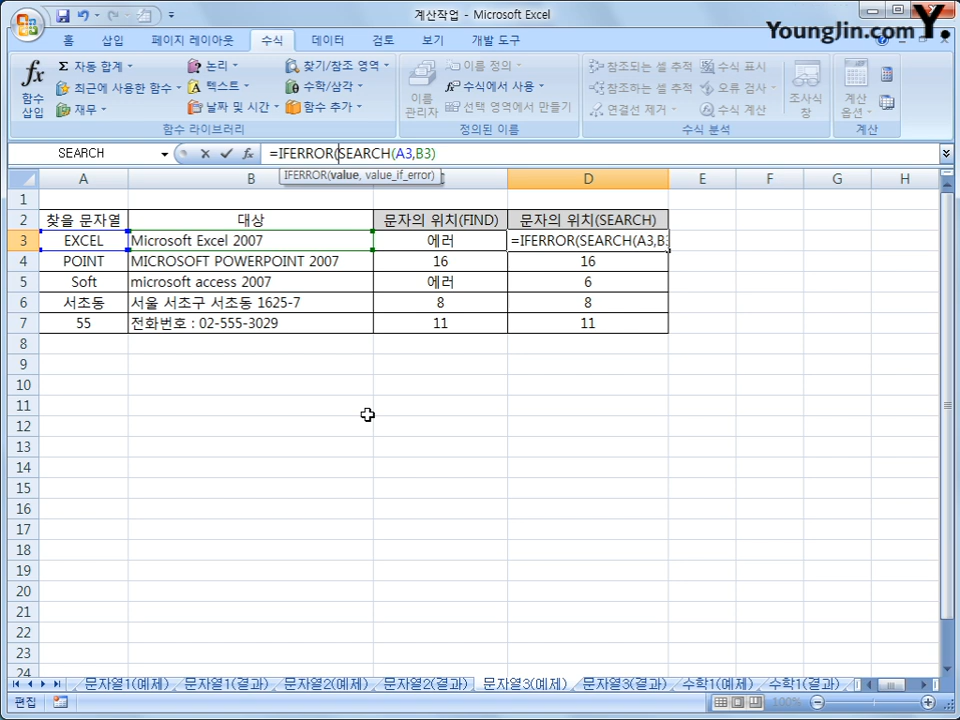 계산작업 - Microsoft Excel
YoungJin.com Y.
홈 삽입 페이지 레이아웃 수식 데이터 검토 보기 개발 도구
fx 함수 삽입
Σ 자동 합계
최근에 사용한 함수
재무
논리
텍스트
날짜 및 시간
찾기/참조 영역
수학/삼각
함수 추가
함수 라이브러리
이름 관리자
이름 정의
수식에서 사용
선택 영역에서 만들기
정의된 이름
참조되는 셀 추적
참조하는 셀 추적
연결선 제거
수식 표시
오류 검사
수식 계산
조사식 창
수식 분석
계산 옵션
계산
SEARCH fx =IFERROR(SEARCH(A3,B3)
IFERROR(value, value_if_error)
A B C D E F G H
1
2 찾을 문자열 대상 문자의 위치(FIND) 문자의 위치(SEARCH)
3 EXCEL Microsoft Excel 2007 에러 =IFERROR(SEARCH(A3,B3
4 POINT MICROSOFT POWERPOINT 2007 16 16
5 Soft microsoft access 2007 에러 6
6 서초동 서울 서초구 서초동 1625-7 8 8
7 55 전화번호 : 02-555-3029 11 11
8
9
10
11
12
13
14
15
16
17
18
19
20
21
22
23
24
문자열1(예제) 문자열1(결과) 문자열2(예제) 문자열2(결과) 문자열3(예제) 문자열3(결과) 수학1(예제) 수학1(결과)
편집 100%